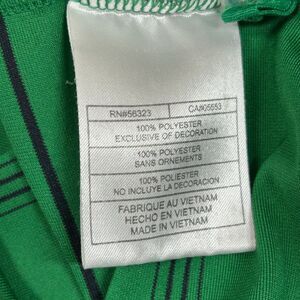 RN#56323 CA#05553
100% POLYESTER
EXCLUSIVE OF DECORATION
100% POLYESTER
SANS ORNEMENTS
100% POLIESTER
NO INCLUYE LA DECORACION
FABRIQUE AU VIETNAM
HECHO EN VIETNAM
MADE IN VIETNAM